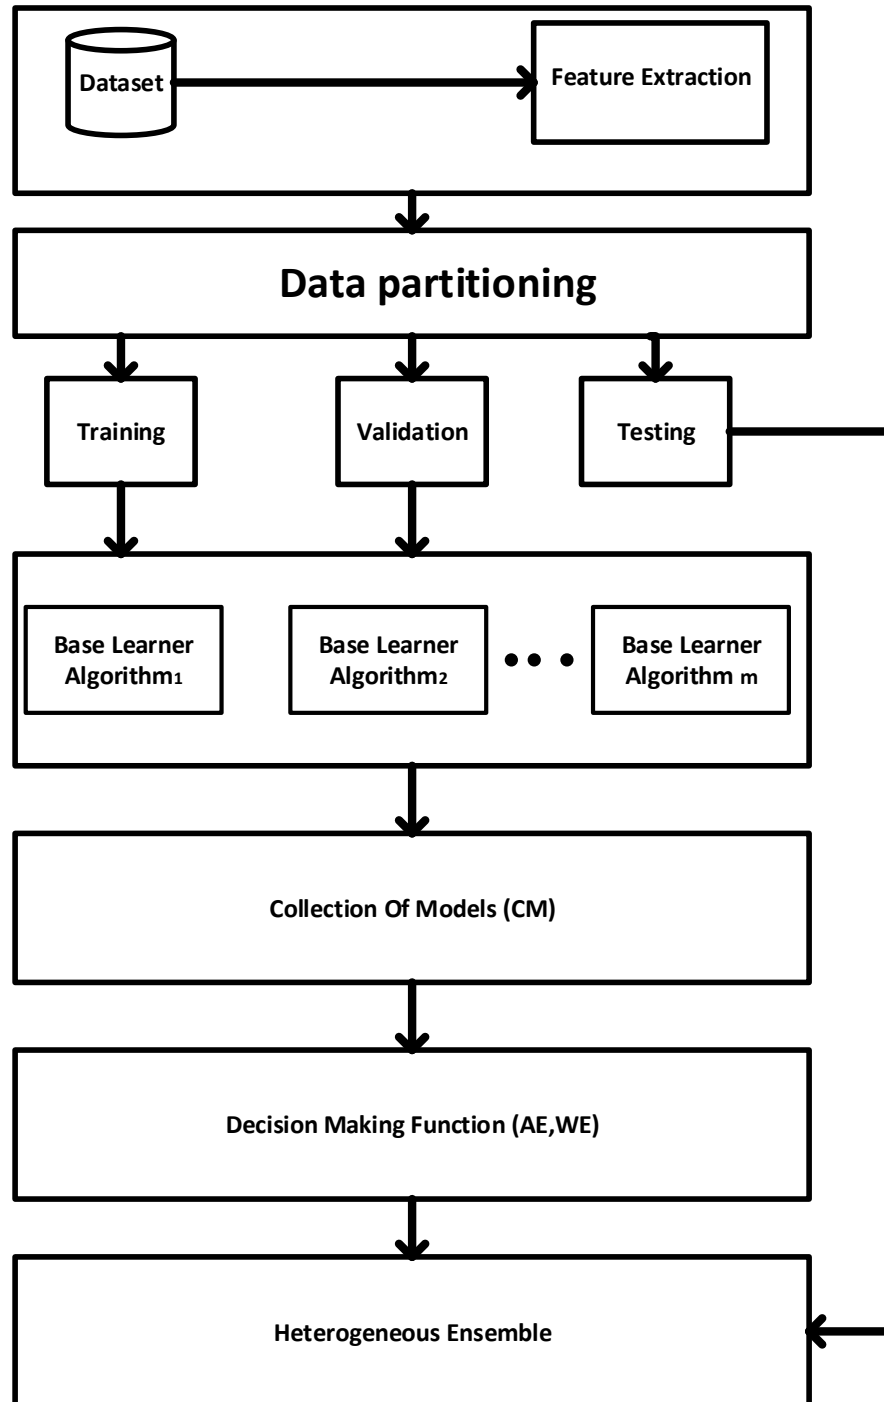 Dataset
Feature Extraction
Data partitioning
Training
Validation
Testing
Base Learner
Algorithm1
Base Learner
Algorithm2
Base Learner
Algorithm m
Collection Of Models (CM)
Decision Making Function (AE,WE)
Heterogeneous Ensemble